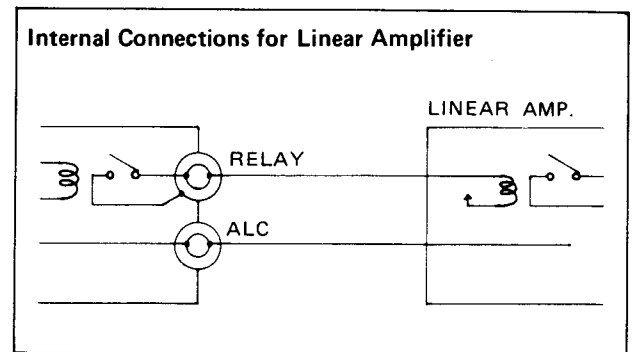 Internal Connections for Linear Amplifier
LINEAR AMP.
RELAY
ALC